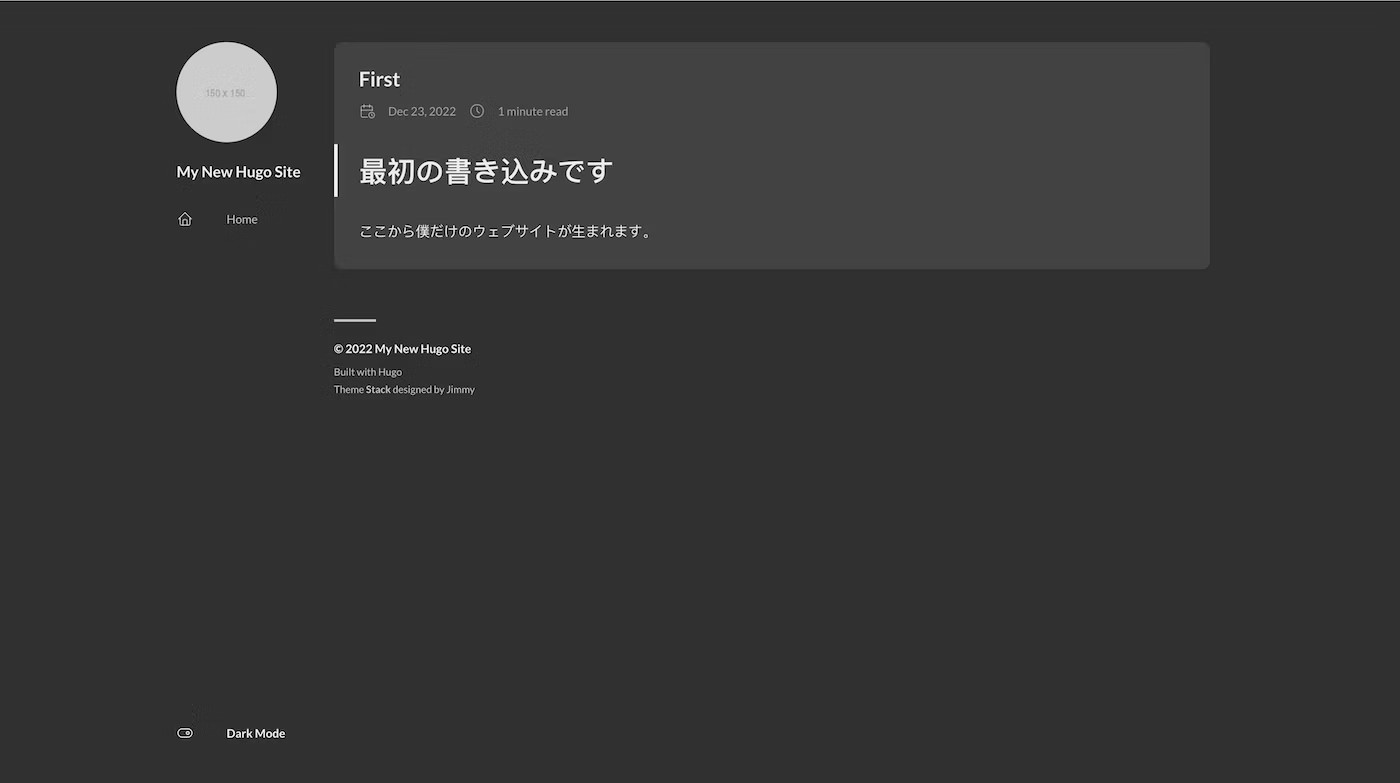 150 x 150
My New Hugo Site
Home
Dark Mode
First
Dec 23, 2022 1 minute read
最初の書き込みです
ここから僕だけのウェブサイトが生まれます。
© 2022 My New Hugo Site
Built with Hugo
Theme Stack designed by Jimmy